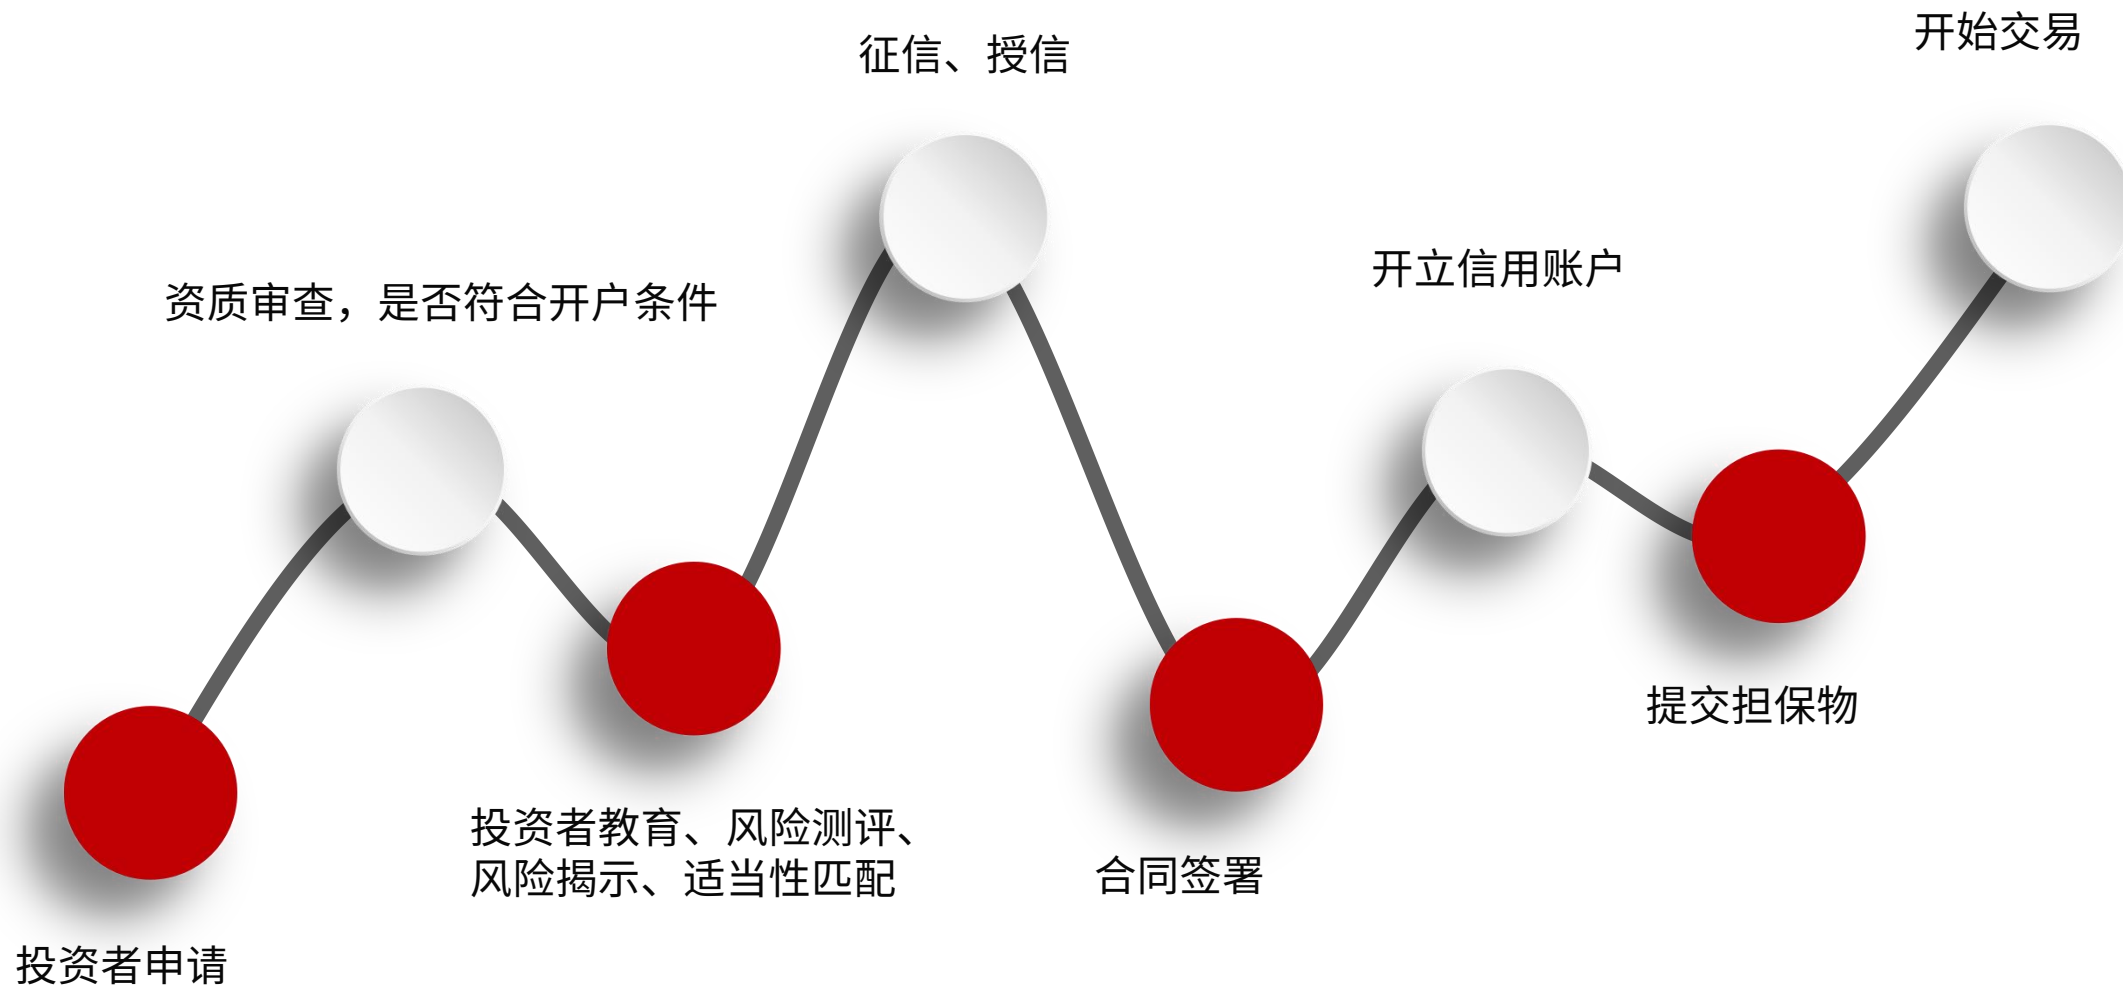 投资者申请
资质审查，是否符合开户条件
投资者教育、风险测评、
风险揭示、适当性匹配
征信、授信
合同签署
开立信用账户
提交担保物
开始交易